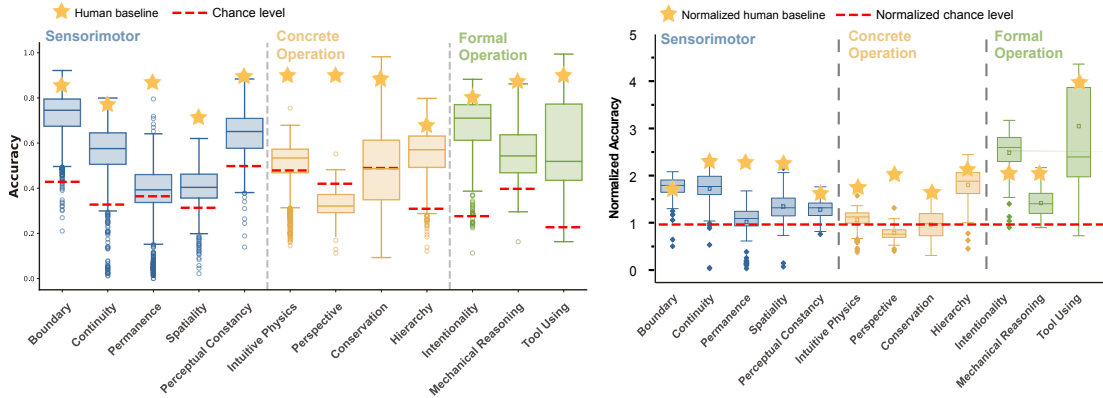 Human baseline
Chance level
Sensorimotor
Concrete
Operation
Formal
Operation
Accuracy
1.0
0.8
0.6
0.4
0.2
0.0
Boundary
Continuity
Permanence
Spatiality
Perceptual Constancy
Intuitive Physics
Perspective
Conservation
Hierarchy
Intentionality
Mechanical Reasoning
Tool Using
Normalized human baseline
Normalized chance level
Sensorimotor
Concrete
Operation
Formal
Operation
Normalized Accuracy
5
4
3
2
1
0
Boundary
Continuity
Permanence
Spatiality
Perceptual Constancy
Intuitive Physics
Perspective
Conservation
Hierarchy
Intentionality
Mechanical Reasoning
Tool Using